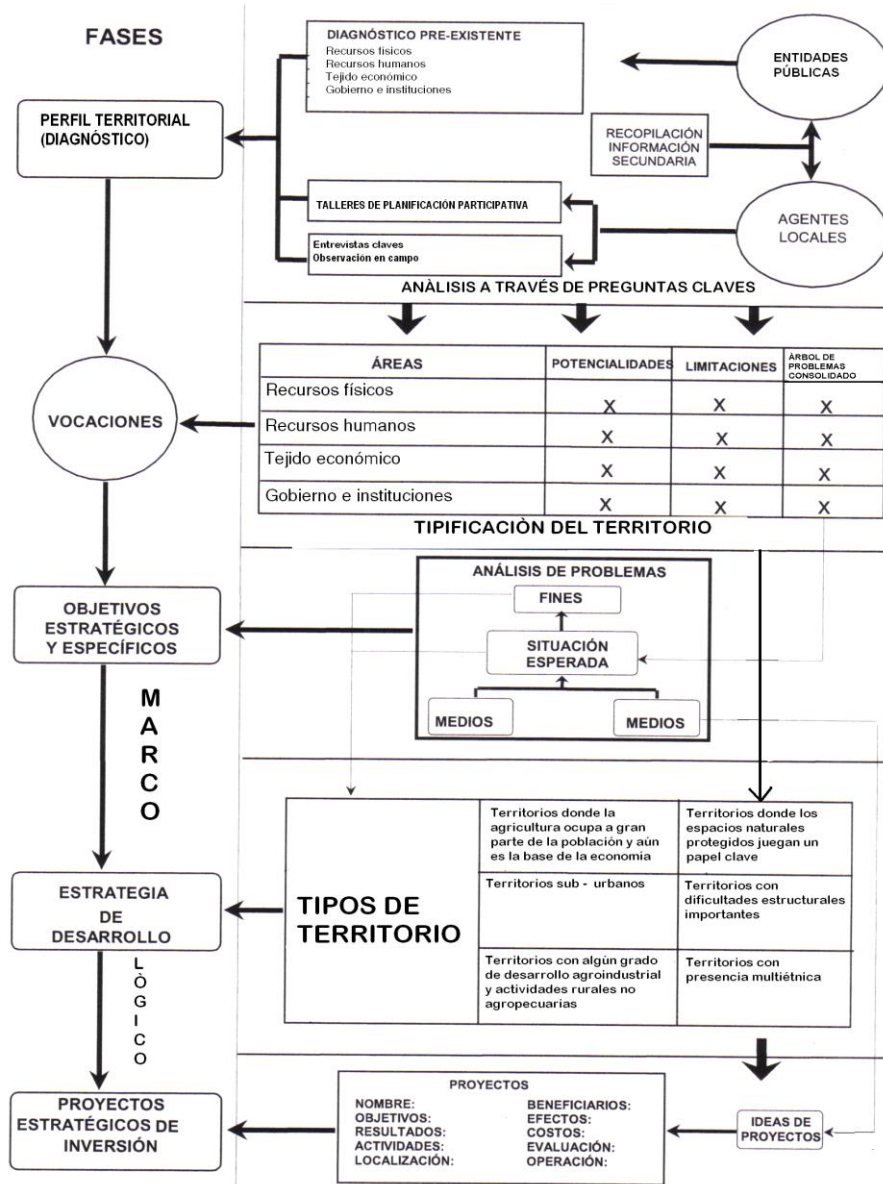 FASES
DIAGNÓSTICO PRE-EXISTENTE
Recursos físicos
Recursos humanos
Tejido económico
Gobierno e instituciones
ENTIDADES
PÚBLICAS
PERFIL TERRITORIAL
(DIAGNÓSTICO)
RECOPILACIÓN
INFORMACIÓN
SECUNDARIA
TALLERES DE PLANIFICACIÓN PARTICIPATIVA
AGENTES
LOCALES
Entrevistas claves
Observación en campo
ANÀLISIS A TRAVÉS DE PREGUNTAS CLAVES
ÁREAS POTENCIALIDADES LIMITACIONES ÀRBOL DE PROBLEMAS CONSOLIDADO
Recursos físicos X X X
Recursos humanos X X X
Tejido económico X X X
Gobierno e instituciones X X X
VOCACIONES
TIPIFICACIÒN DEL TERRITORIO
ANÁLISIS DE PROBLEMAS
FINES
SITUACIÓN
ESPERADA
MEDIOS MEDIOS
OBJETIVOS
ESTRATÉGICOS
Y ESPECÍFICOS
MARCO
TIPOS DE
TERRITORIO
Territorios donde la
agricultura ocupa a gran
parte de la población y aún
es la base de la economía
Territorios donde los
espacios naturales
protegidos juegan un
papel clave
Territorios sub - urbanos
Territorios con
dificultades estructurales
importantes
Territorios con algùn grado
de desarrollo agroindustrial
y actividades rurales no
agropecuarias
Territorios con
presencia multiétnica
ESTRATEGIA
DE
DESARROLLO
LÒGICO
PROYECTOS
NOMBRE: BENEFICIARIOS:
OBJETIVOS: EFECTOS:
RESULTADOS: COSTOS:
ACTIVIDADES: EVALUACIÓN:
LOCALIZACIÓN: OPERACIÓN:
IDEAS DE
PROYECTOS
PROYECTOS
ESTRATÉGICOS DE
INVERSIÓN